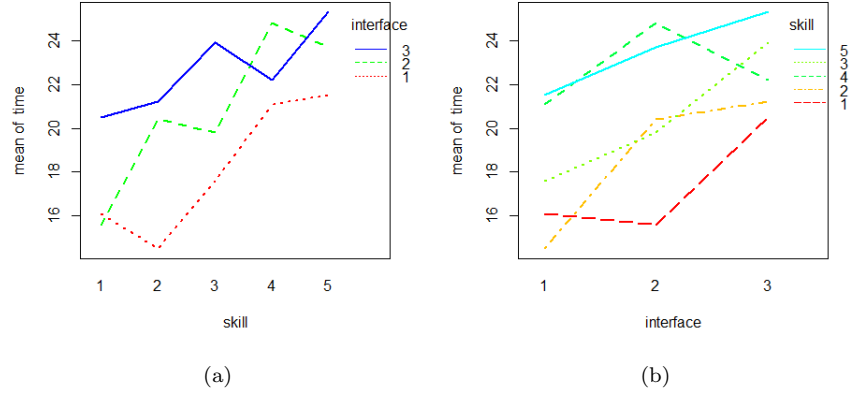 interface
3
2
1
mean of time
24
22
20
18
16
1 2 3 4 5
skill
(a)
skill
5
3
4
2
1
mean of time
24
22
20
18
16
1 2 3
interface
(b)